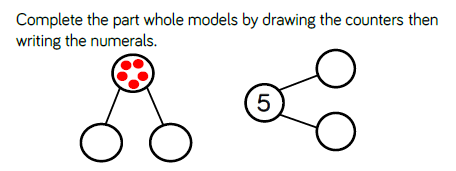 Complete the part whole models by drawing the counters then
writing the numerals.
5